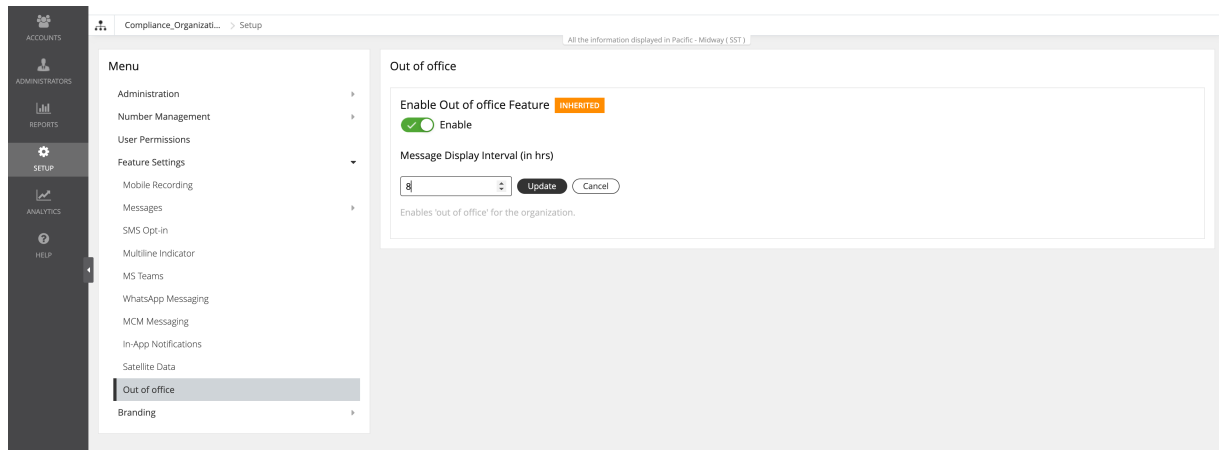 ACCOUNTS
ADMINISTRATORS
REPORTS
SETUP
ANALYTICS
HELP
Compliance_Organizati... > Setup
All the information displayed in Pacific - Midway ( SST )
Menu
Administration
Number Management
User Permissions
Feature Settings
Mobile Recording
Messages
SMS Opt-in
Multiline Indicator
MS Teams
WhatsApp Messaging
MCM Messaging
In-App Notifications
Satellite Data
Out of office
Branding
Out of office
Enable Out of office Feature INHERITED
Enable
Message Display Interval (in hrs)
8 Update Cancel
Enables 'out of office' for the organization.